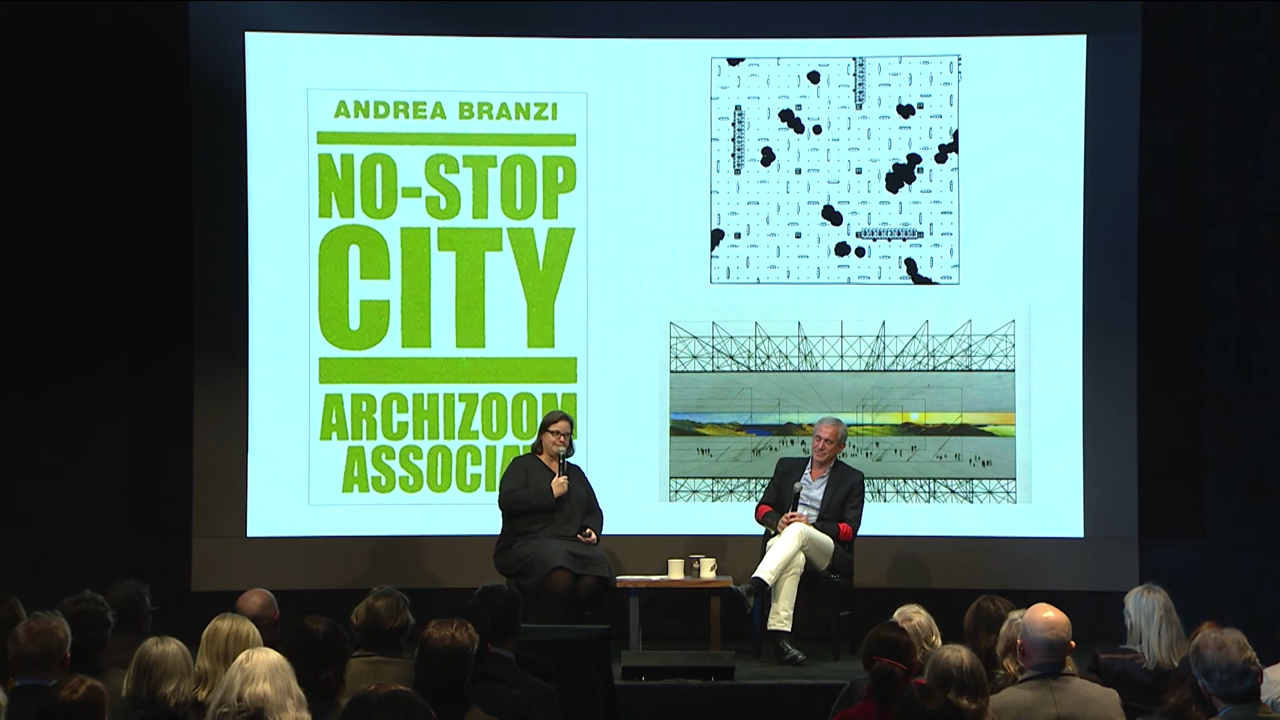 ANDREA BRANZI
NO-STOP
CITY
ARCHIZOOM
ASSOCIA